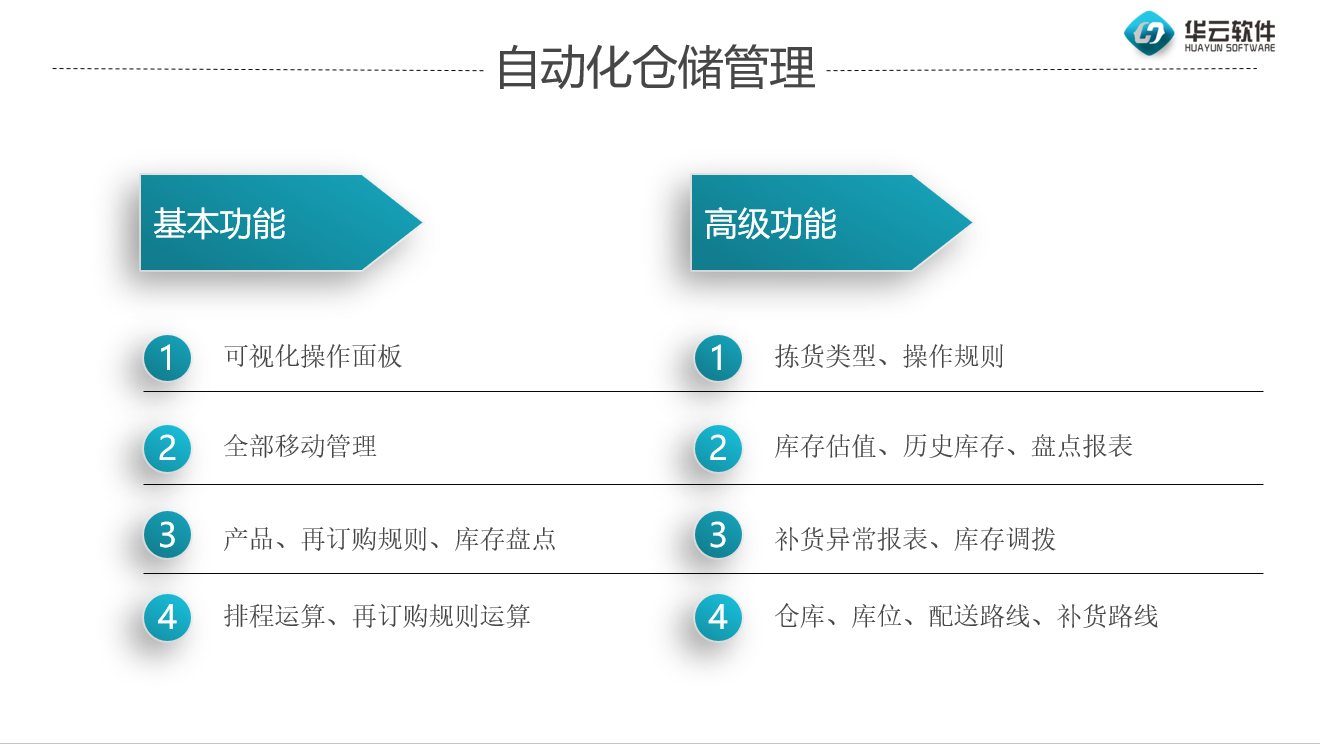 华云软件
HUAYUN SOFTWARE
自动化仓储管理
基本功能
1 可视化操作面板
2 全部移动管理
3 产品、再订购规则、库存盘点
4 排程运算、再订购规则运算
高级功能
1 拣货类型、操作规则
2 库存估值、历史库存、盘点报表
3 补货异常报表、库存调拨
4 仓库、库位、配送路线、补货路线